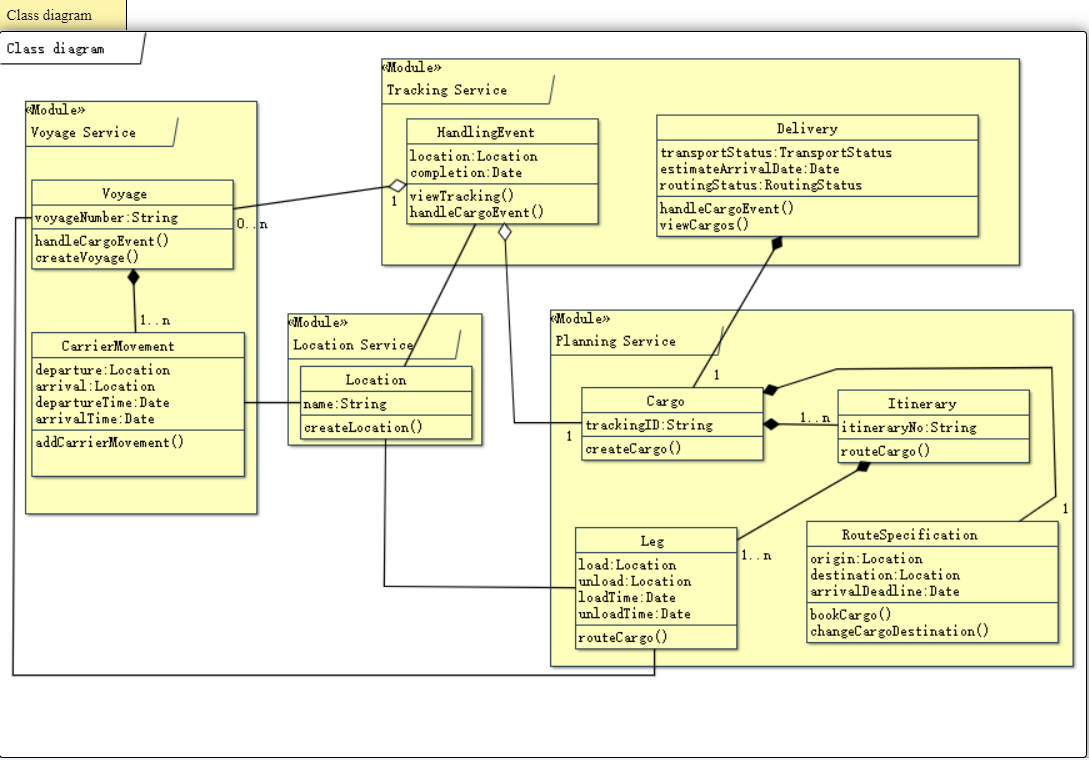 Class diagram
Class diagram
«Module»
Voyage Service
Voyage
voyageNumber:String
handleCargoEvent()
createVoyage()
1..n
CarrierMovement
departure:Location
arrival:Location
departureTime:Date
arrivalTime:Date
addCarrierMovement()
«Module»
Tracking Service
HandlingEvent
location:Location
completion:Date
viewTracking()
handleCargoEvent()
1
0..n
Delivery
transportStatus:TransportStatus
estimateArrivalDate:Date
routingStatus:RoutingStatus
handleCargoEvent()
viewCargos()
«Module»
Location Service
Location
name:String
createLocation()
«Module»
Planning Service
1
Cargo
trackingID:String
createCargo()
1
1..n
Itinerary
itineraryNo:String
routeCargo()
1
Leg
load:Location
unload:Location
loadTime:Date
unloadTime:Date
routeCargo()
1..n
RouteSpecification
origin:Location
destination:Location
arrivalDeadline:Date
bookCargo()
changeCargoDestination()